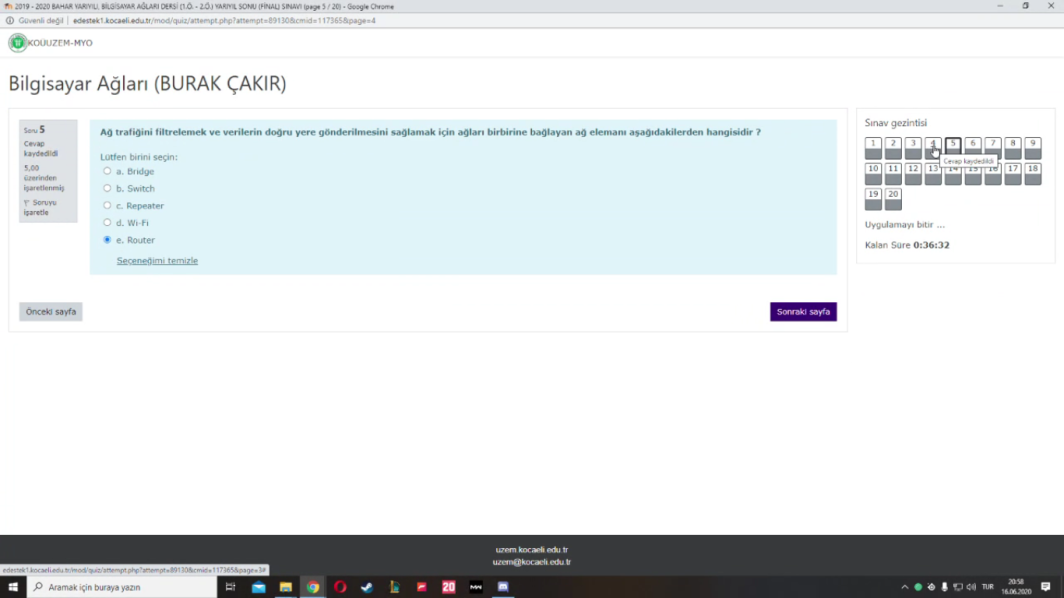 2019 - 2020 BAHAR YARIYILI, BİLGİSAYAR AĞLARI DERSİ (1.Ö. - 2.Ö.) YARIYIL SONU (FİNAL) SINAVI (page 5 / 20) - Google Chrome
Güvenli değil | edestek1.kocaeli.edu.tr/mod/quiz/attempt.php?attempt=89130&cmid=117365&page=4
KOÜUZEM-MYO
Bilgisayar Ağları (BURAK ÇAKIR)
Soru 5
Cevap
kaydedildi
5,00
üzerinden
işaretlenmiş
Soruyu
işaretle
Ağ trafiğini filtrelemek ve verilerin doğru yere gönderilmesini sağlamak için ağları birbirine bağlayan ağ elemanı aşağıdakilerden hangisidir ?
Lütfen birini seçin:
a. Bridge
b. Switch
c. Repeater
d. Wi-Fi
e. Router
Seçeneğimi temizle
Önceki sayfa
Sonraki sayfa
Sınav gezintisi
1 2 3 4 5 6 7 8 9
Cevap kaydedildi
10 11 12 13 14 15 16 17 18
19 20
Uygulamayı bitir ...
Kalan Süre 0:36:32
uzem.kocaeli.edu.tr
uzem@kocaeli.edu.tr
edestek1.kocaeli.edu.tr/mod/quiz/attempt.php?attempt=89130&cmid=117365&page=3#
Aramak için buraya yazın
20
TUR
20:58
16.06.2020